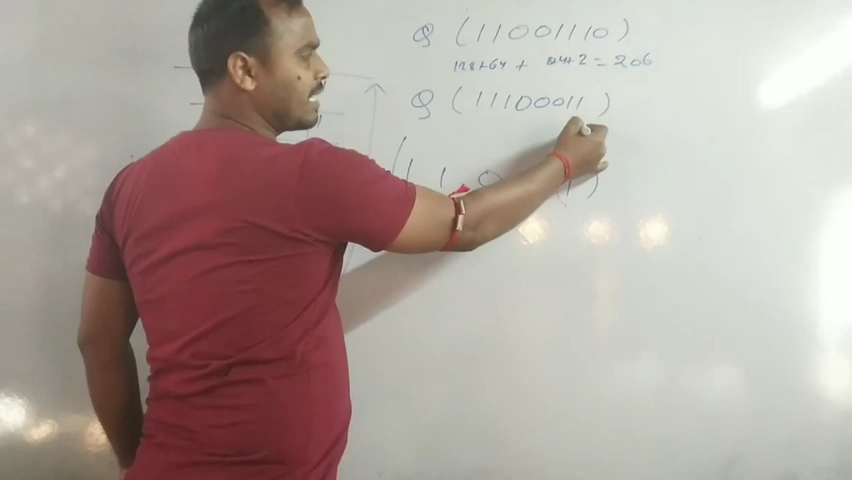 Q (11001110)
128+64 + 8+4+2 = 206
Q (11100011)